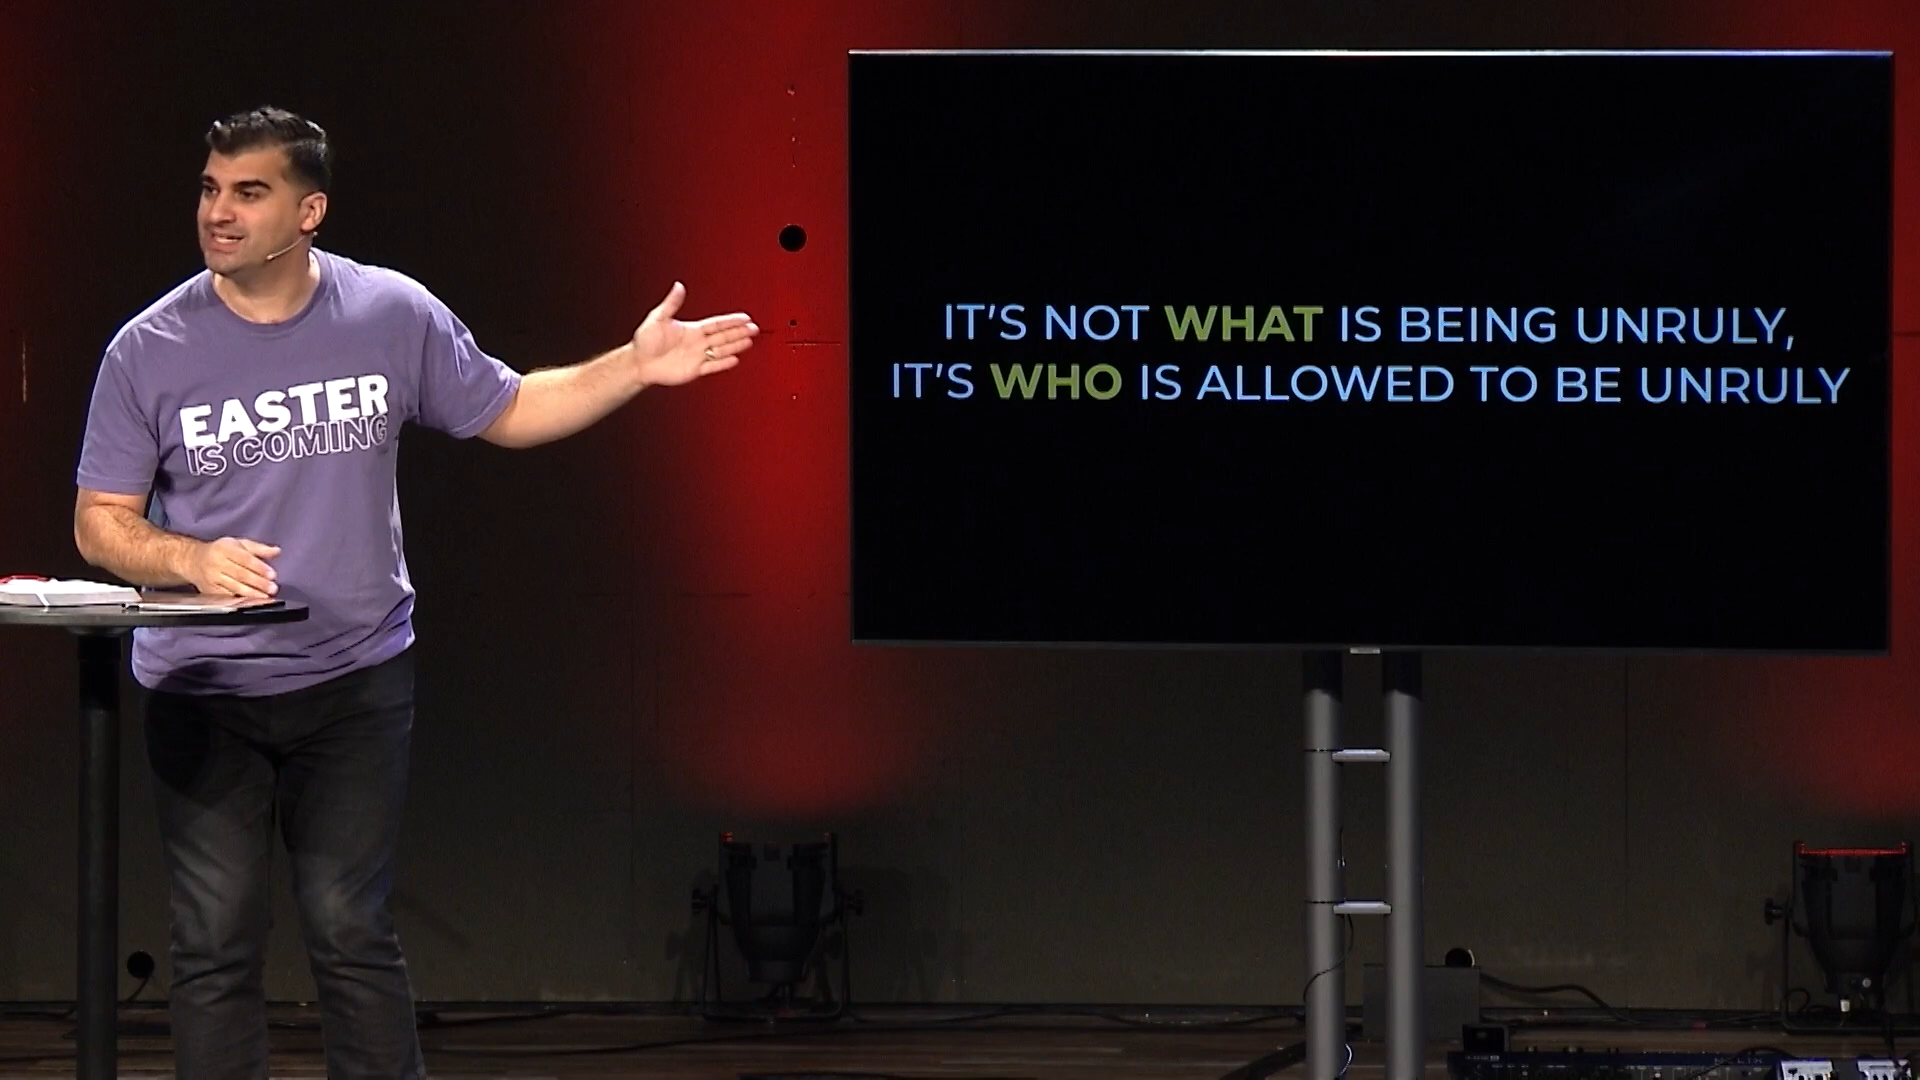 EASTER
IS COMING
IT'S NOT WHAT IS BEING UNRULY,
IT'S WHO IS ALLOWED TO BE UNRULY